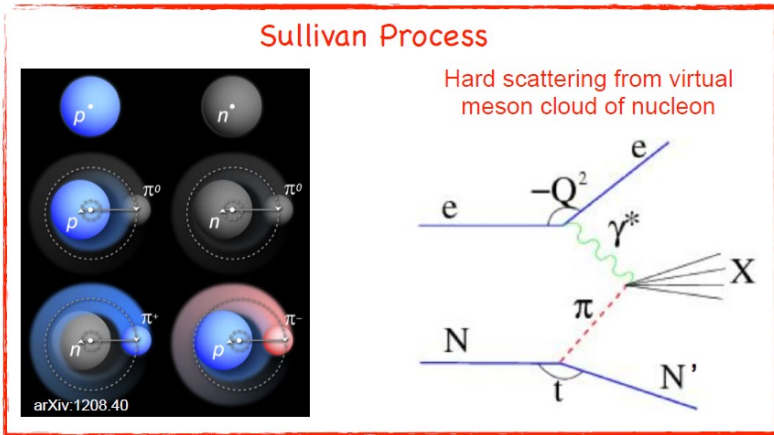 Sullivan Process
Hard scattering from virtual
meson cloud of nucleon
p
n
p
π⁰
n
π⁰
n
π⁺
p
π⁻
arXiv:1208.40
e
e
−Q²
γ*
π
X
N
t
N'